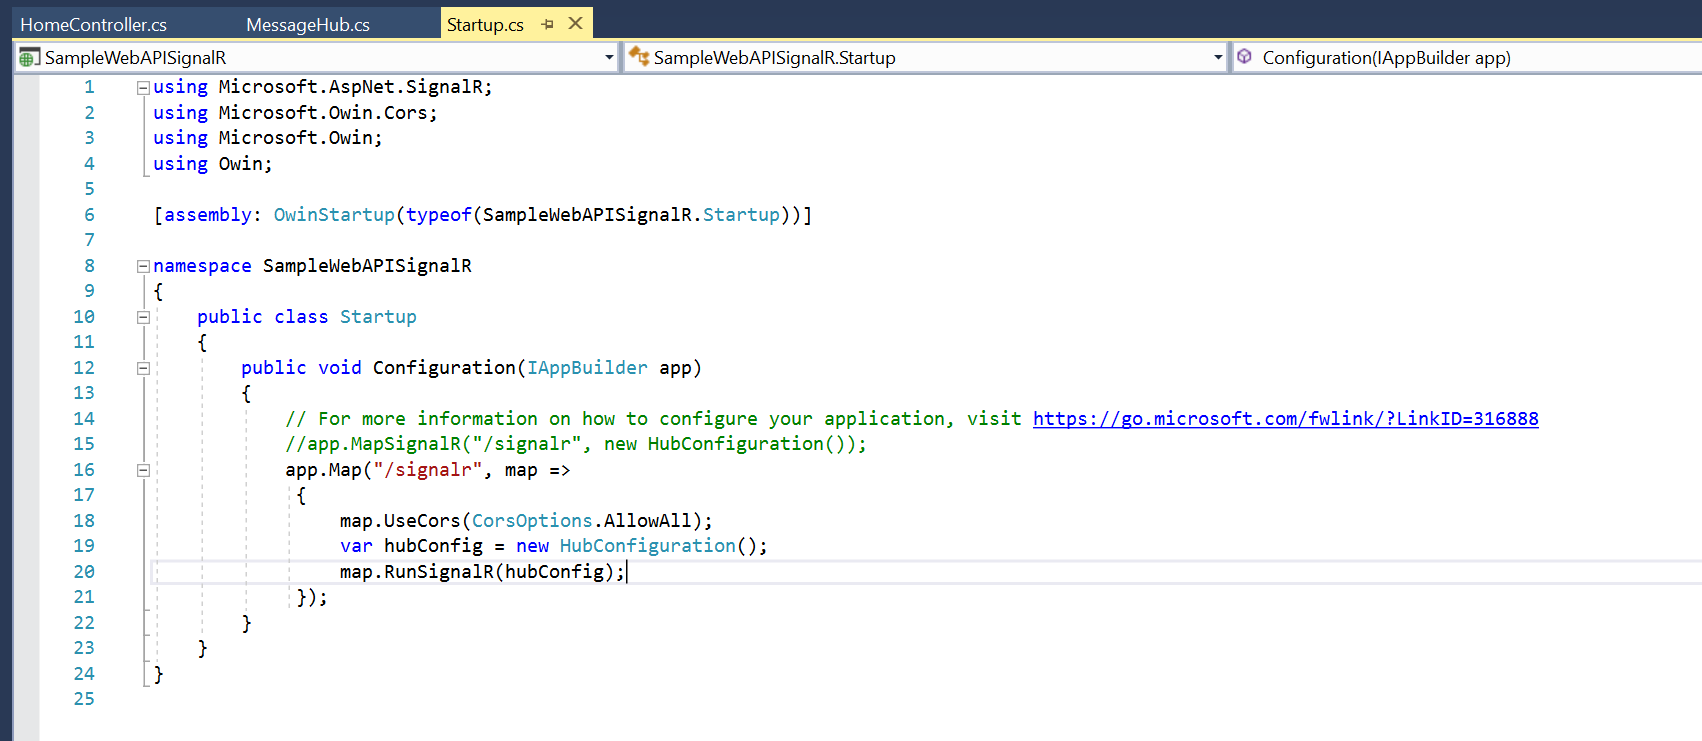 HomeController.cs MessageHub.cs Startup.cs
SampleWebAPISignalR SampleWebAPISignalR.Startup Configuration(IAppBuilder app)
1 using Microsoft.AspNet.SignalR;
2 using Microsoft.Owin.Cors;
3 using Microsoft.Owin;
4 using Owin;
5
6 [assembly: OwinStartup(typeof(SampleWebAPISignalR.Startup))]
7
8 namespace SampleWebAPISignalR
9 {
10 public class Startup
11 {
12 public void Configuration(IAppBuilder app)
13 {
14 // For more information on how to configure your application, visit https://go.microsoft.com/fwlink/?LinkID=316888
15 //app.MapSignalR("/signalr", new HubConfiguration());
16 app.Map("/signalr", map =>
17 {
18 map.UseCors(CorsOptions.AllowAll);
19 var hubConfig = new HubConfiguration();
20 map.RunSignalR(hubConfig);
21 });
22 }
23 }
24 }
25